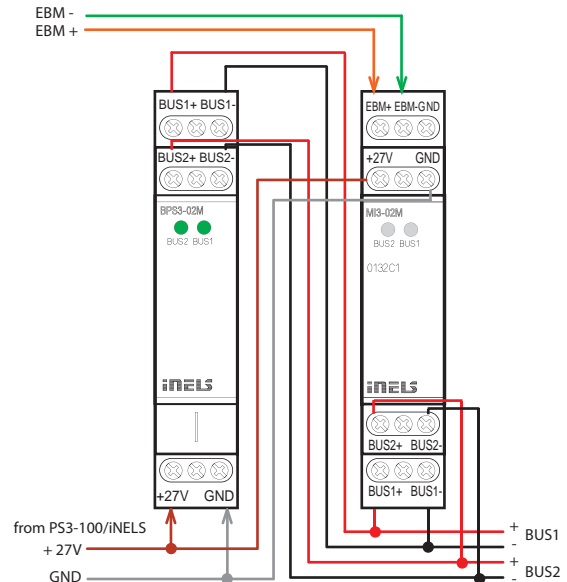 EBM -
EBM +
BUS1+ BUS1-
EBM+ EBM- GND
BUS2+ BUS2-
+27V GND
BPS3-02M
MI3-02M
BUS2 BUS1
BUS2 BUS1
0132C1
iNELS
iNELS
BUS2+ BUS2-
+27V GND
BUS1+ BUS1-
from PS3-100/iNELS
+ 27V
GND
+
BUS1
-
+
BUS2
-